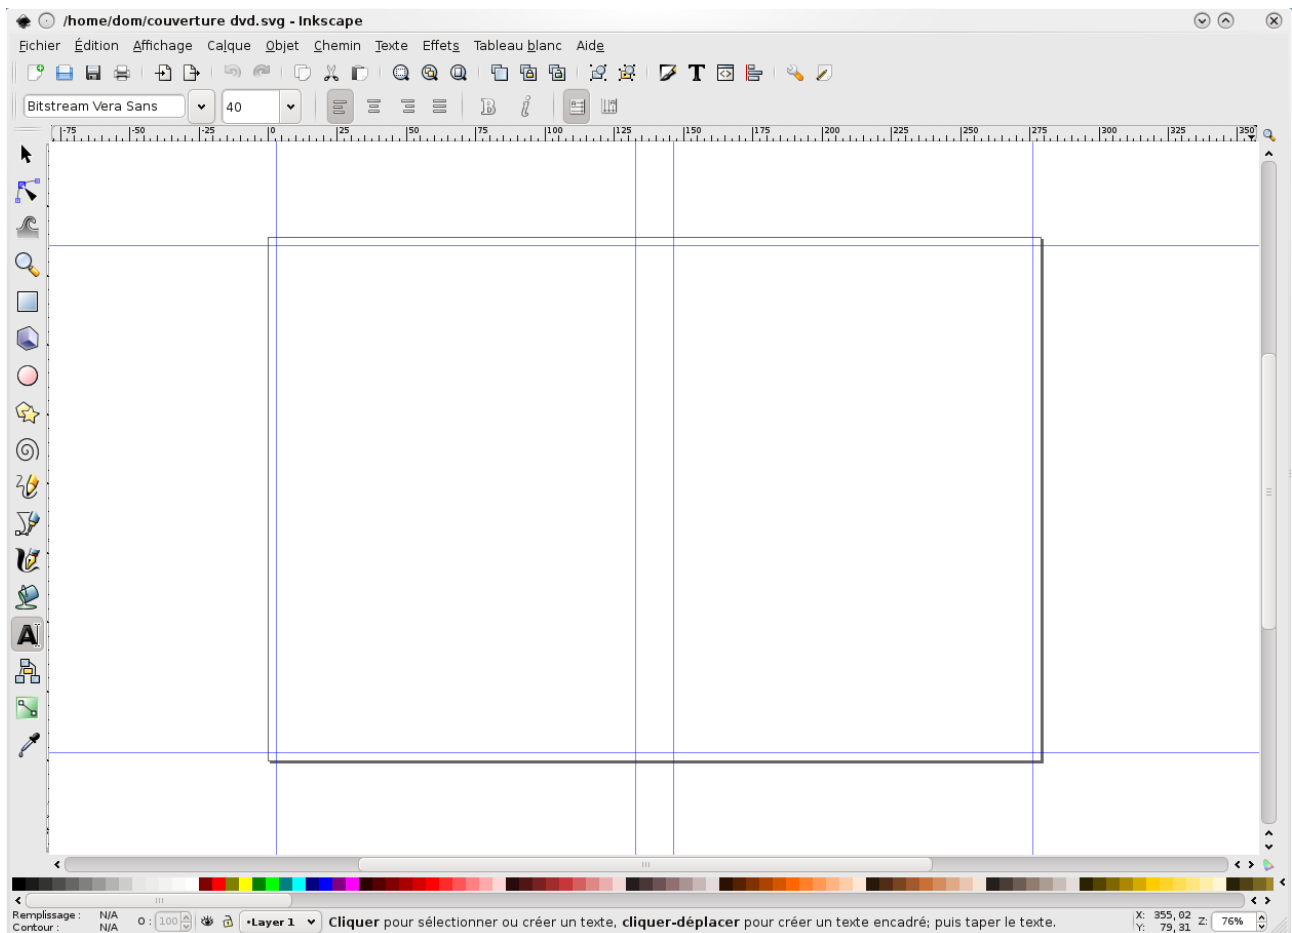 /home/dom/couverture dvd.svg - Inkscape
Fichier Édition Affichage Calque Objet Chemin Texte Effets Tableau blanc Aide
Bitstream Vera Sans 40
-75 -50 -25 0 25 50 75 100 125 150 175 200 225 250 275 300 325 350
Remplissage : N/A
Contour : N/A
O : 100
•Layer 1
Cliquer pour sélectionner ou créer un texte, cliquer-déplacer pour créer un texte encadré; puis taper le texte.
X: 355,02
Y: 79,31
Z: 76%